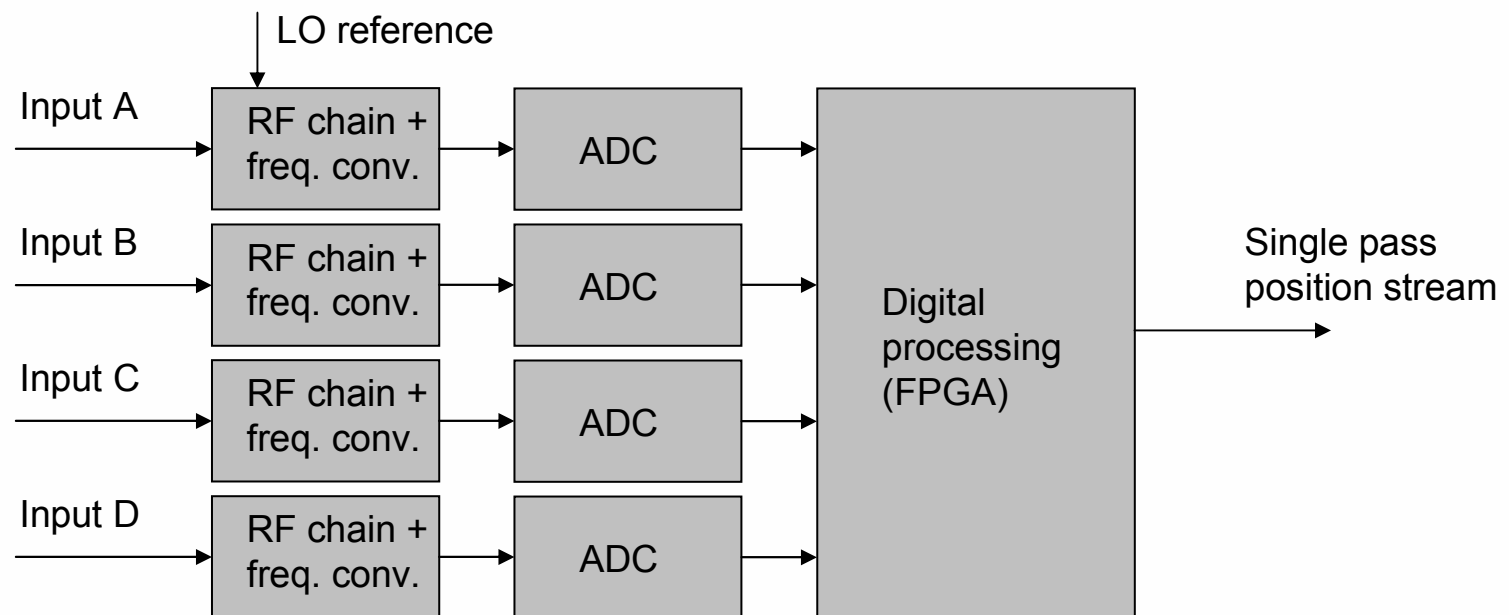 LO reference
Input A
RF chain +
freq. conv.
ADC
Input B
RF chain +
freq. conv.
ADC
Input C
RF chain +
freq. conv.
ADC
Input D
RF chain +
freq. conv.
ADC
Digital
processing
(FPGA)
Single pass
position stream